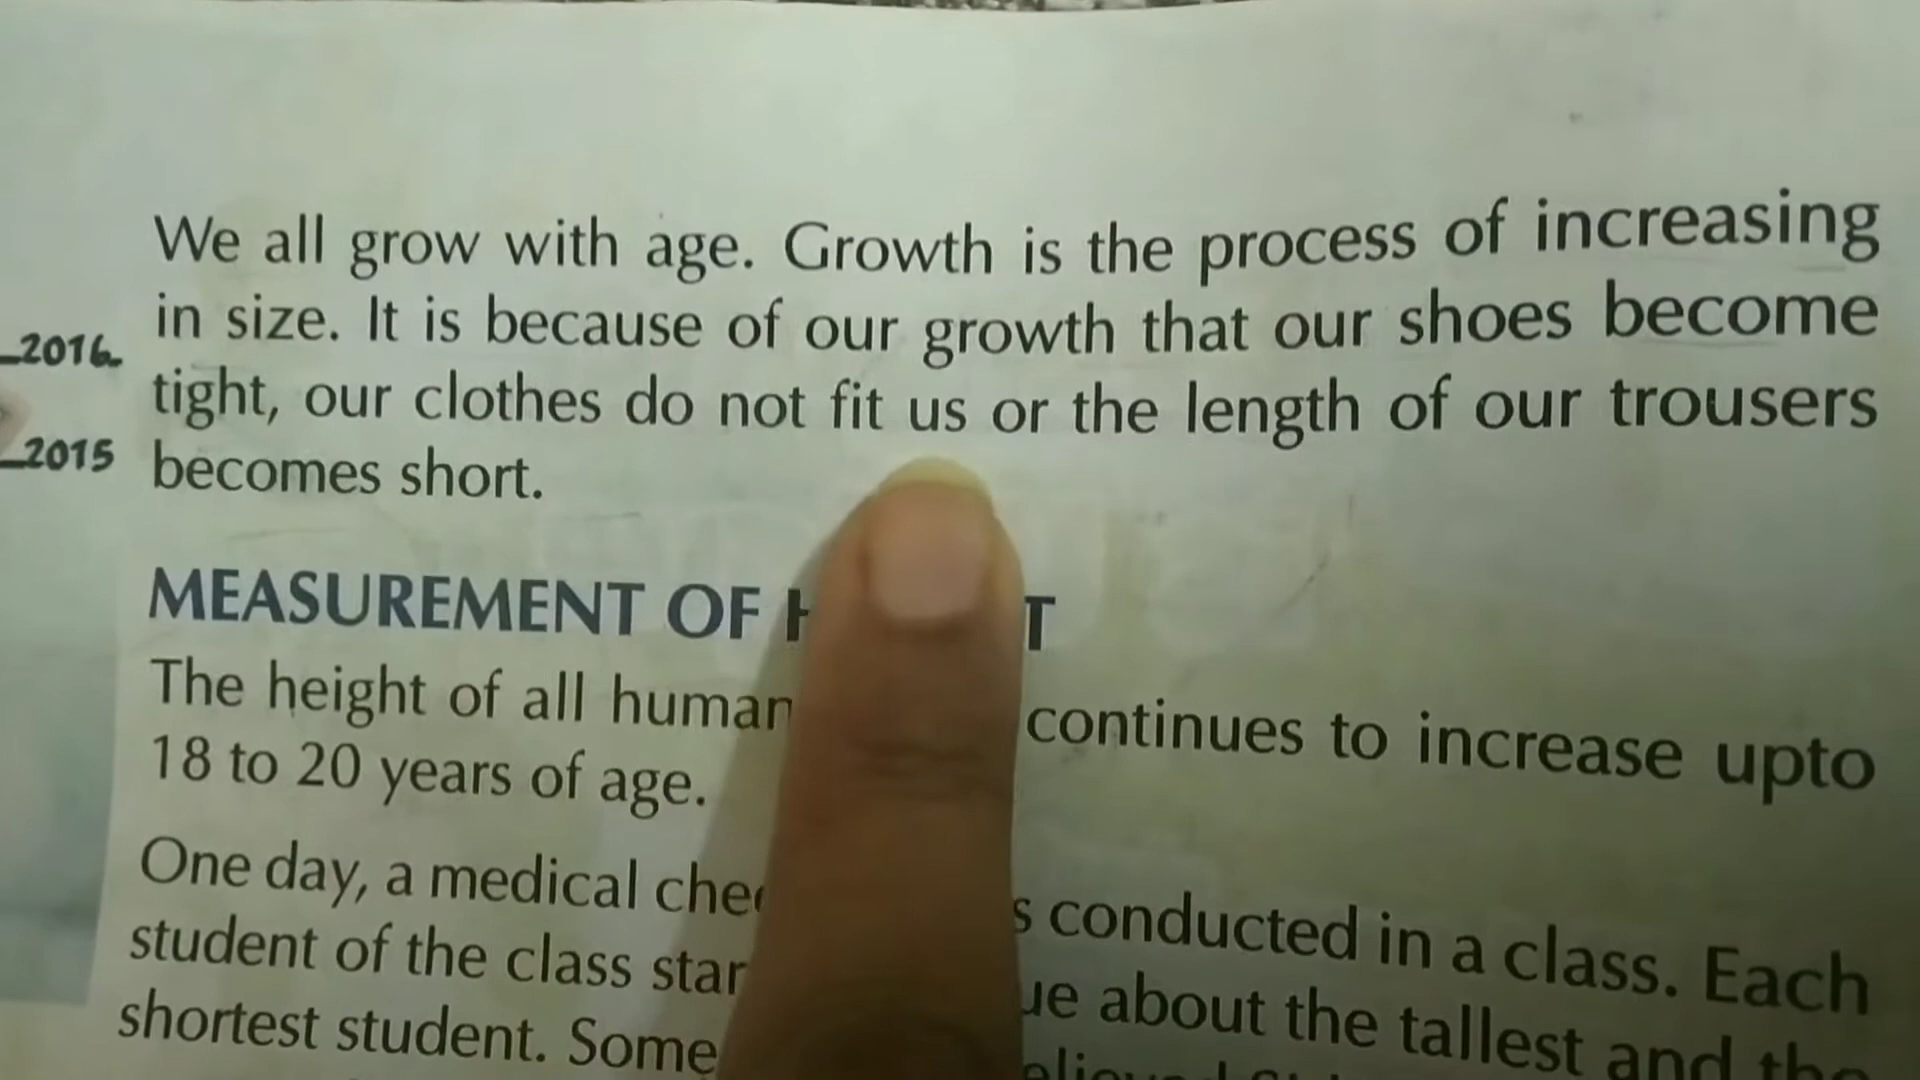 We all grow with age. Growth is the process of increasing
in size. It is because of our growth that our shoes become
2016
tight, our clothes do not fit us or the length of our trousers
2015
becomes short.
MEASUREMENT OF
The height of all human continues to increase upto
18 to 20 years of age.
One day, a medical conducted in a class. Each
student of the class about the tallest and the
shortest student. Some